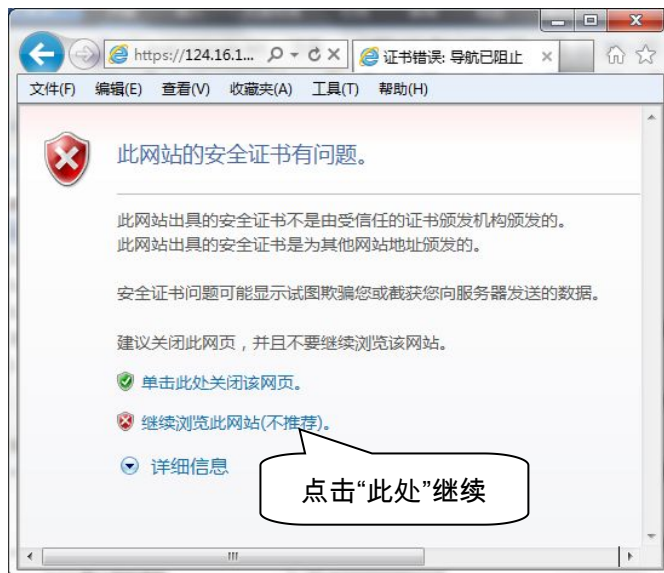 https://124.16.1...
证书错误: 导航已阻止
文件(F) 编辑(E) 查看(V) 收藏夹(A) 工具(T) 帮助(H)
此网站的安全证书有问题。
此网站出具的安全证书不是由受信任的证书颁发机构颁发的。
此网站出具的安全证书是为其他网站地址颁发的。
安全证书问题可能显示试图欺骗您或截获您向服务器发送的数据。
建议关闭此网页，并且不要继续浏览该网站。
单击此处关闭该网页。
继续浏览此网站(不推荐)。
详细信息
点击“此处”继续